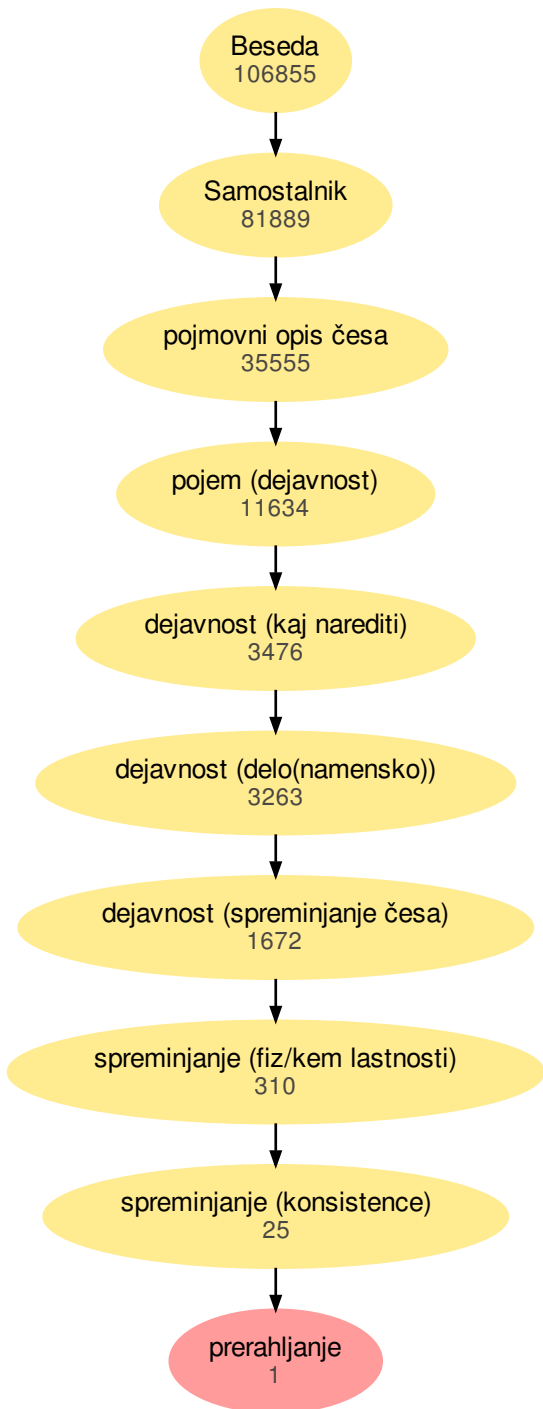 Beseda
106855
Samostalnik
81889
pojmovni opis česa
35555
pojem (dejavnost)
11634
dejavnost (kaj narediti)
3476
dejavnost (delo(namensko))
3263
dejavnost (spreminjanje česa)
1672
spreminjanje (fiz/kem lastnosti)
310
spreminjanje (konsistence)
25
prerahljanje
1